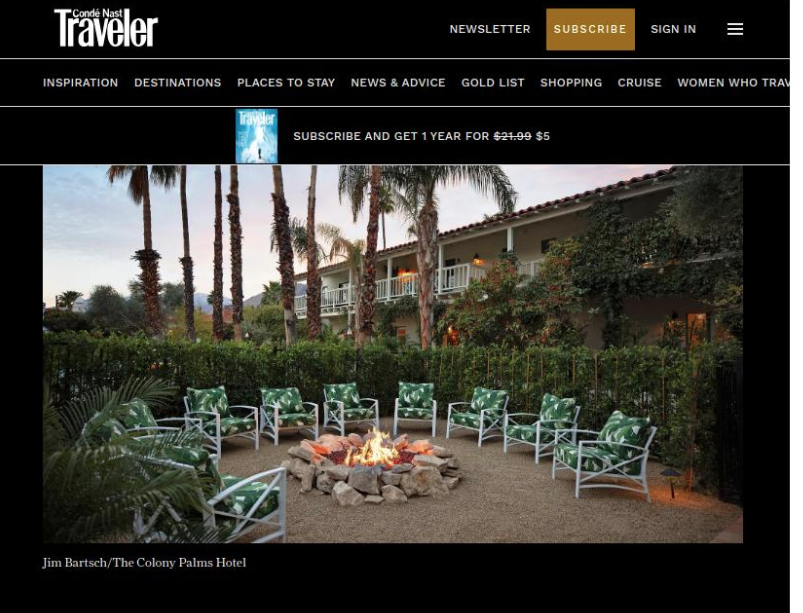 Condé Nast
Traveler
NEWSLETTER
SUBSCRIBE
SIGN IN
INSPIRATION DESTINATIONS PLACES TO STAY NEWS & ADVICE GOLD LIST SHOPPING CRUISE WOMEN WHO TRAV
Traveler
SUBSCRIBE AND GET 1 YEAR FOR $21.99 $5
Jim Bartsch/The Colony Palms Hotel